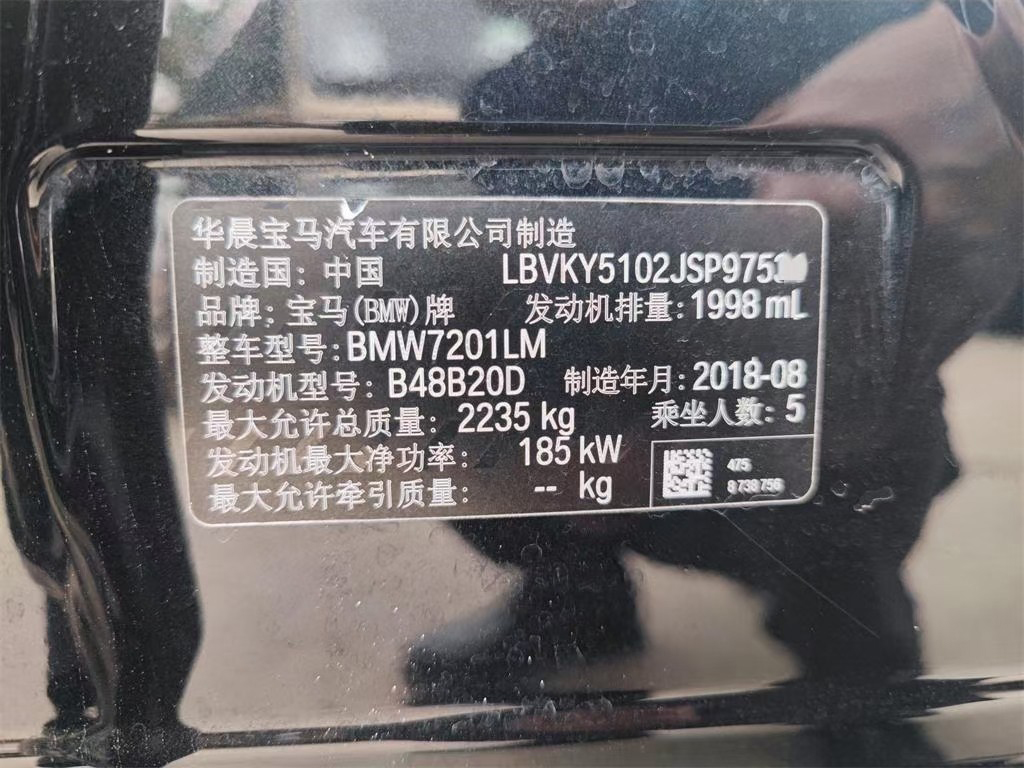 华晨宝马汽车有限公司制造
制造国: 中国 LBVKY5102JSP975
品牌: 宝马(BMW)牌 发动机排量: 1998 mL
整车型号: BMW7201LM
发动机型号: B48B20D 制造年月: 2018-08
最大允许总质量: 2235 kg 乘坐人数: 5
发动机最大净功率: 185 kW
最大允许牵引质量: -- kg
475
8 738 756